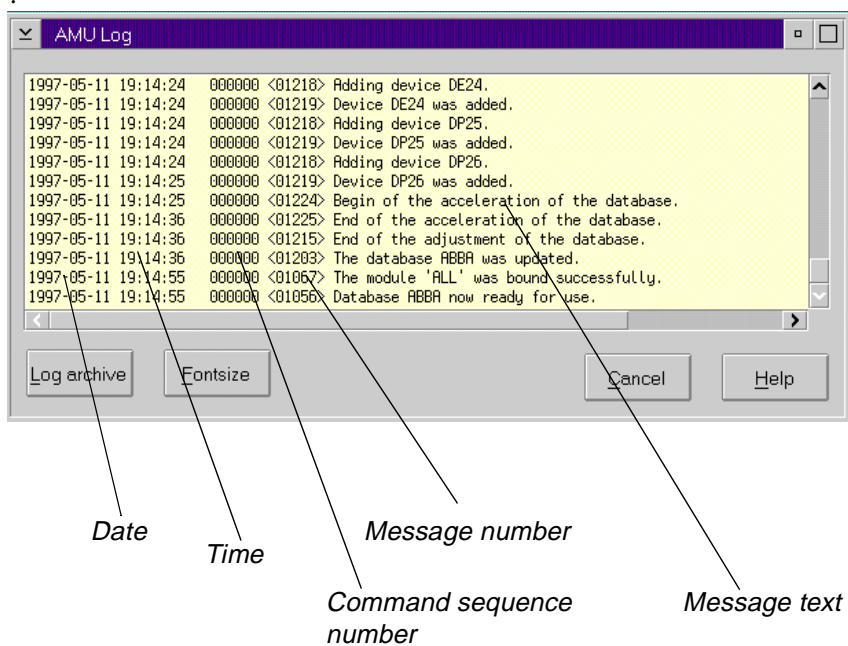 AMU Log
1997-05-11 19:14:24 000000 <01218> Adding device DE24.
1997-05-11 19:14:24 000000 <01219> Device DE24 was added.
1997-05-11 19:14:24 000000 <01218> Adding device DP25.
1997-05-11 19:14:24 000000 <01219> Device DP25 was added.
1997-05-11 19:14:24 000000 <01218> Adding device DP26.
1997-05-11 19:14:25 000000 <01219> Device DP26 was added.
1997-05-11 19:14:25 000000 <01224> Begin of the acceleration of the database.
1997-05-11 19:14:36 000000 <01225> End of the acceleration of the database.
1997-05-11 19:14:36 000000 <01215> End of the adjustment of the database.
1997-05-11 19:14:36 000000 <01203> The database ABBA was updated.
1997-05-11 19:14:55 000000 <01067> The module 'ALL' was bound successfully.
1997-05-11 19:14:55 000000 <01056> Database ABBA now ready for use.
Log archive Fontsize Cancel Help
Date
Time
Message number
Command sequence
number
Message text